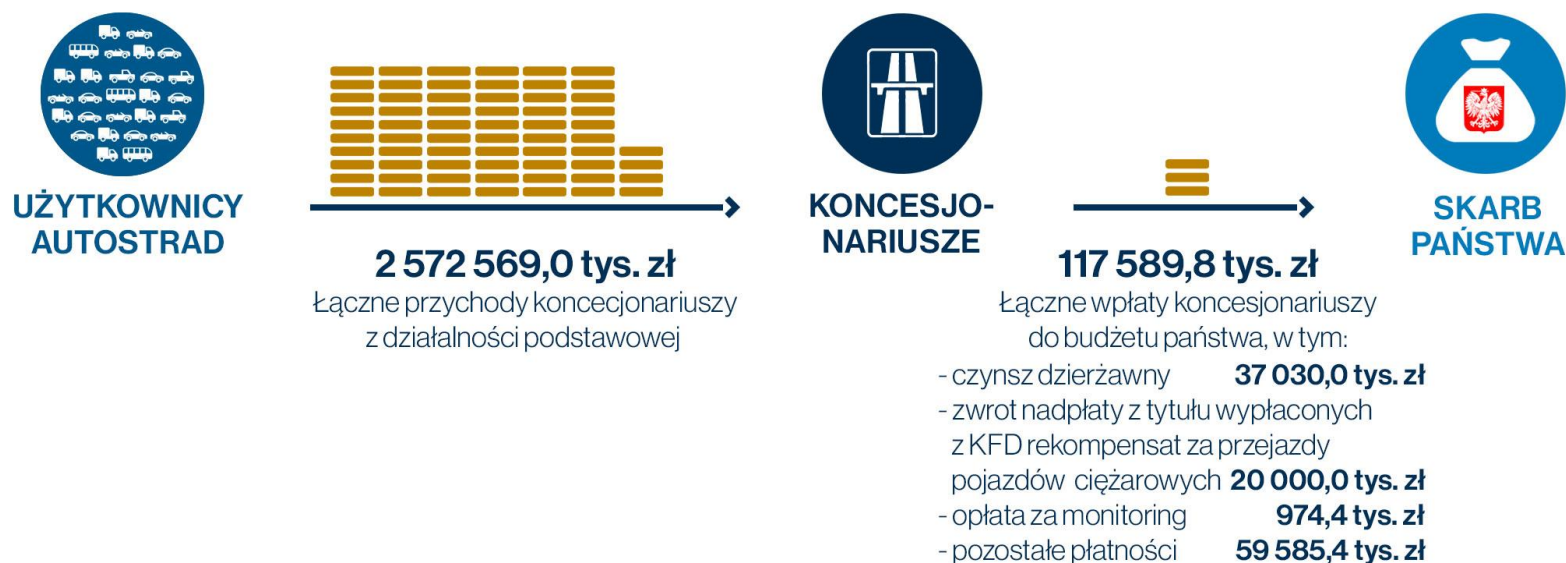 UŻYTKOWNICY
AUTOSTRAD
2 572 569,0 tys. zł
Łączne przychody koncecjonariuszy
z działalności podstawowej
KONCESJO-
NARIUSZE
117 589,8 tys. zł
Łączne wpłaty koncesjonariuszy
do budżetu państwa, w tym:
- czynsz dzierżawny 37 030,0 tys. zł
- zwrot nadpłaty z tytułu wypłaconych
z KFD rekompensat za przejazdy
pojazdów ciężarowych 20 000,0 tys. zł
- opłata za monitoring 974,4 tys. zł
- pozostałe płatności 59 585,4 tys. zł
SKARB
PAŃSTWA